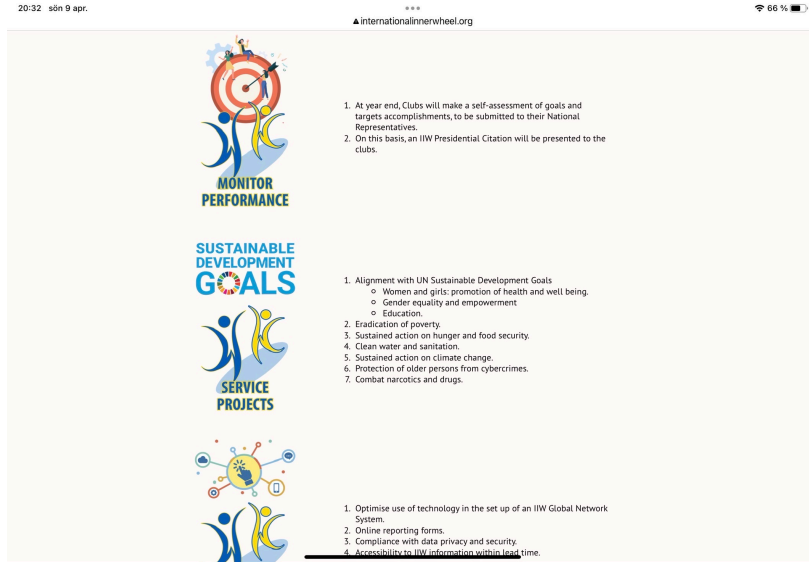 20:32 sön 9 apr.
66 %
internationalinnerwheel.org
1. At year end, Clubs will make a self-assessment of goals and
targets accomplishments, to be submitted to their National
Representatives.
2. On this basis, an IIW Presidential Citation will be presented to the
clubs.
MONITOR
PERFORMANCE
SUSTAINABLE
DEVELOPMENT
GOALS
1. Alignment with UN Sustainable Development Goals
Women and girls: promotion of health and well being.
Gender equality and empowerment
Education.
2. Eradication of poverty.
3. Sustained action on hunger and food security.
4. Clean water and sanitation.
5. Sustained action on climate change.
6. Protection of older persons from cybercrimes.
7. Combat narcotics and drugs.
SERVICE
PROJECTS
1. Optimise use of technology in the set up of an IIW Global Network
System.
2. Online reporting forms.
3. Compliance with data privacy and security.
4. Accessibility to IIW information within lead time.